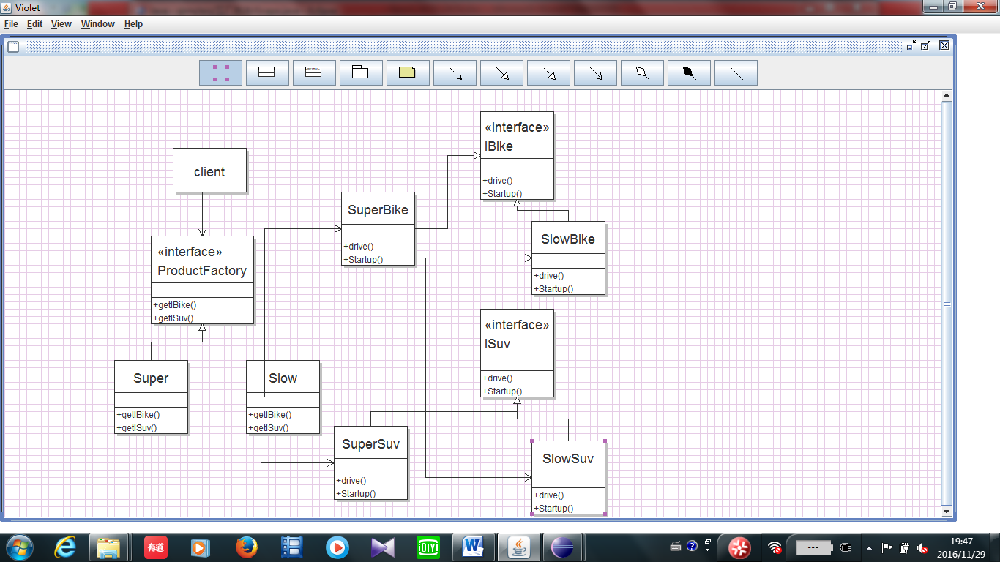 Violet
File Edit View Window Help
«interface»
IBike
+drive()
+Startup()
client
SuperBike
+drive()
+Startup()
SlowBike
+drive()
+Startup()
«interface»
ProductFactory
+getIBike()
+getISuv()
«interface»
ISuv
+drive()
+Startup()
Super
+getIBike()
+getISuv()
Slow
+getIBike()
+getISuv()
SuperSuv
+drive()
+Startup()
SlowSuv
+drive()
+Startup()
有道
QIYI
W
---
19:47
2016/11/29